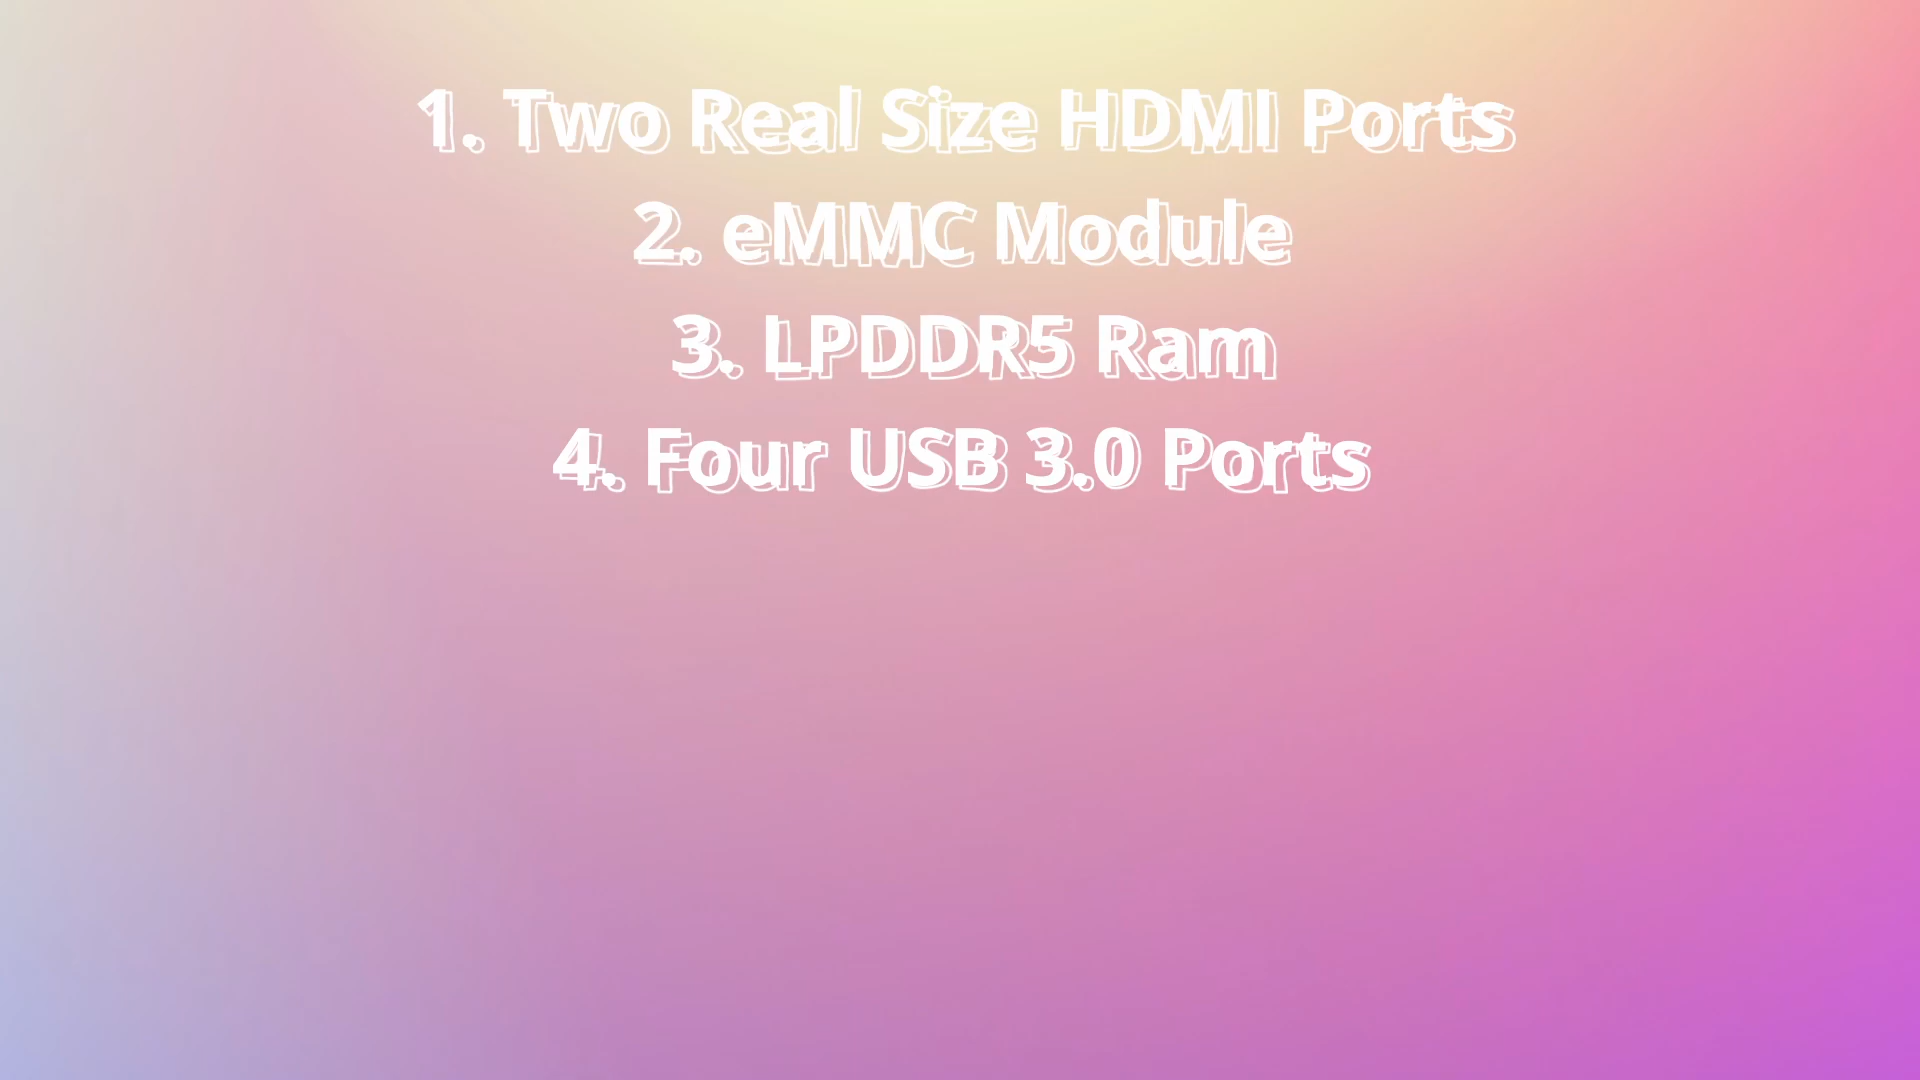 1. Two Real Size HDMI Ports
2. eMMC Module
3. LPDDR5 Ram
4. Four USB 3.0 Ports